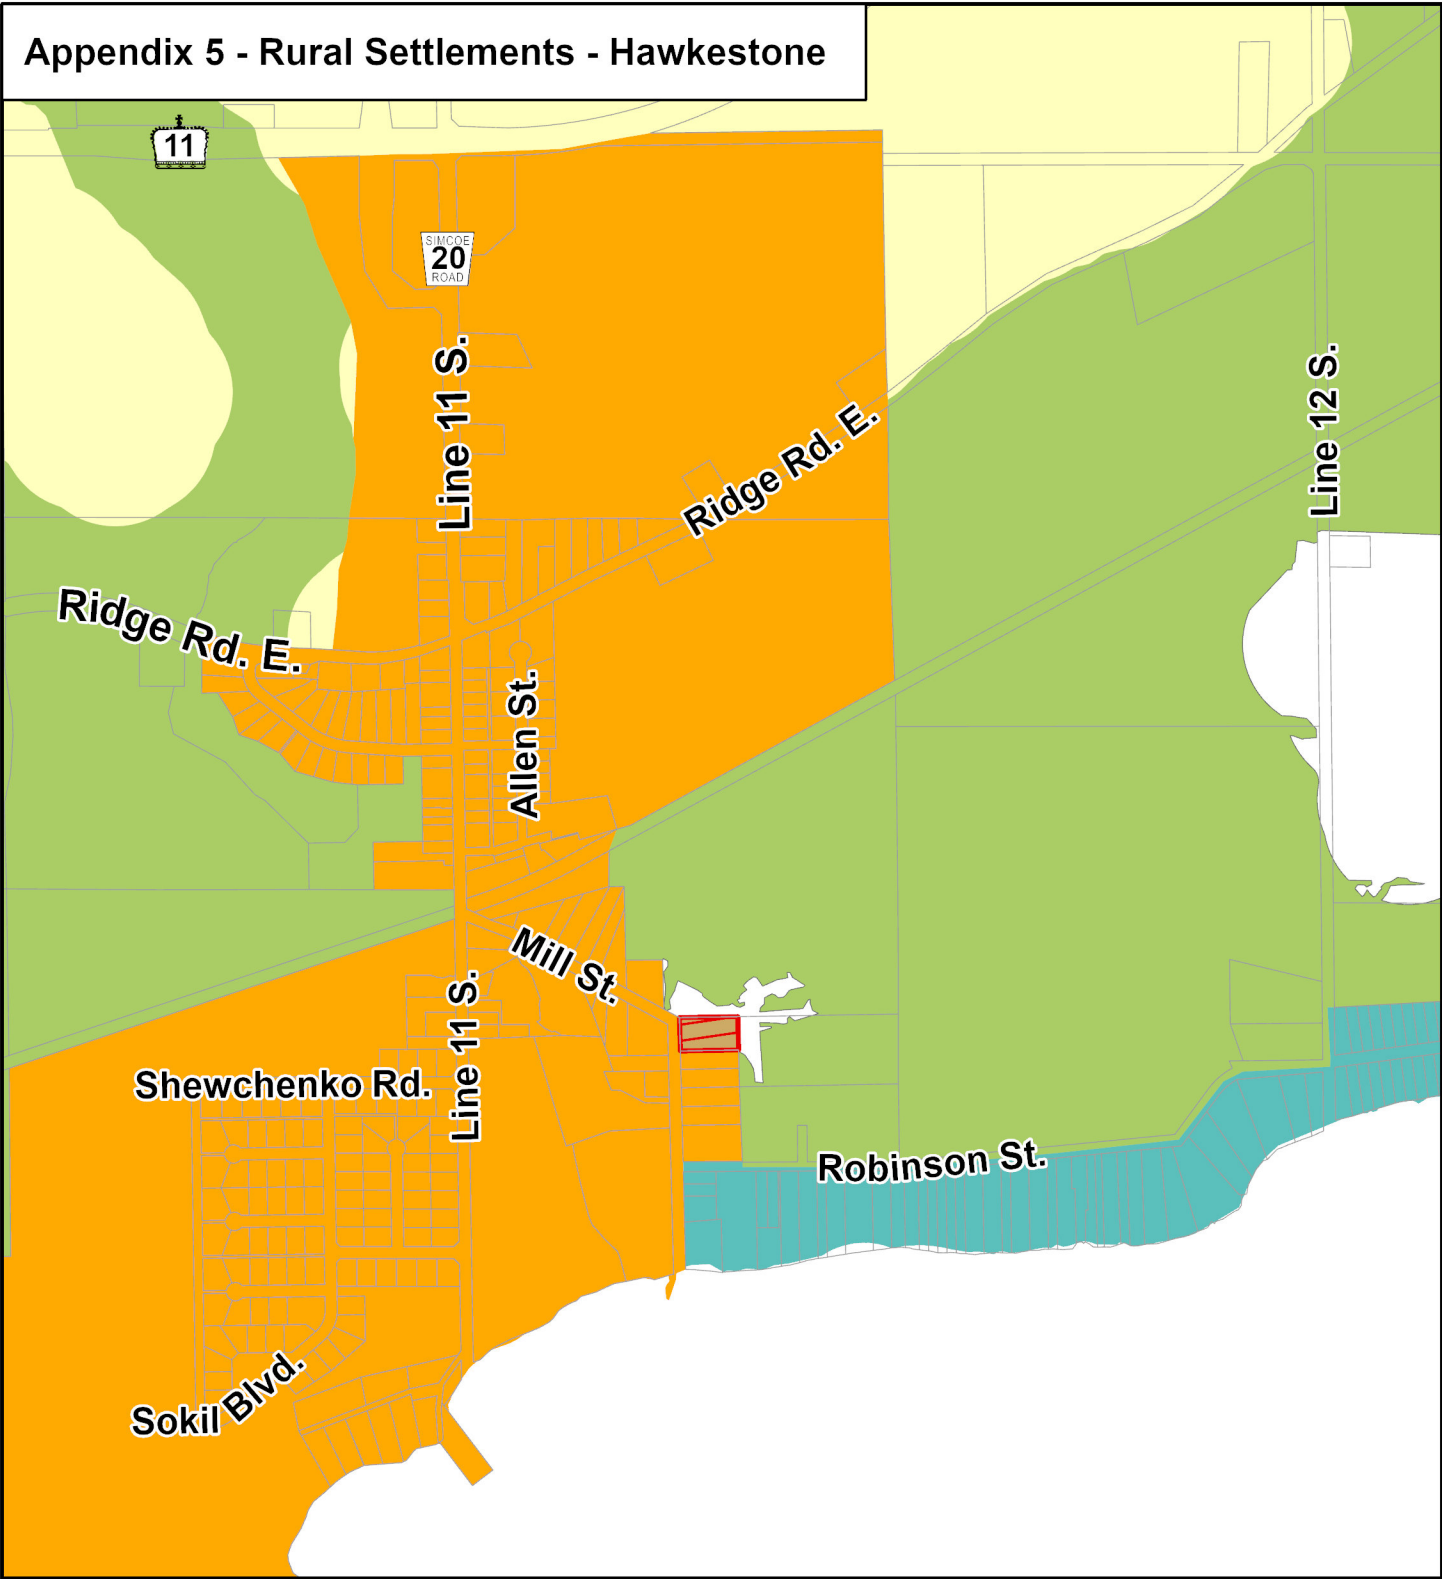 Appendix 5 - Rural Settlements - Hawkestone
11
SIMCOE
20
ROAD
Line 11 S.
Line 12 S.
Ridge Rd. E.
Ridge Rd. E.
Allen St.
Mill St.
Line 11 S.
Shewchenko Rd.
Robinson St.
Sokil Blvd.